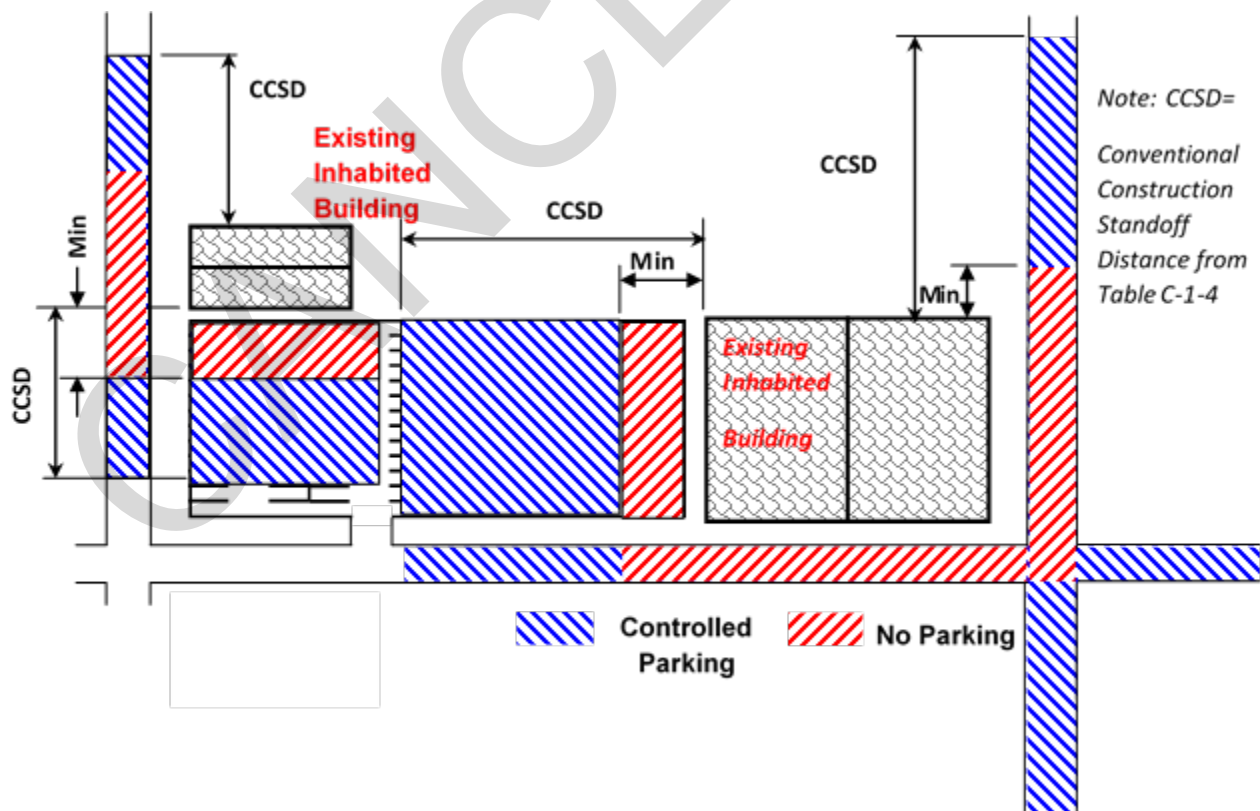 CCSD
Existing
Inhabited
Building
CCSD
Min
CCSD
Note: CCSD=
Conventional
Construction
Standoff
Distance from
Table C-1-4
Min
Min
CCSD
Existing
Inhabited
Building
Controlled
Parking
No Parking